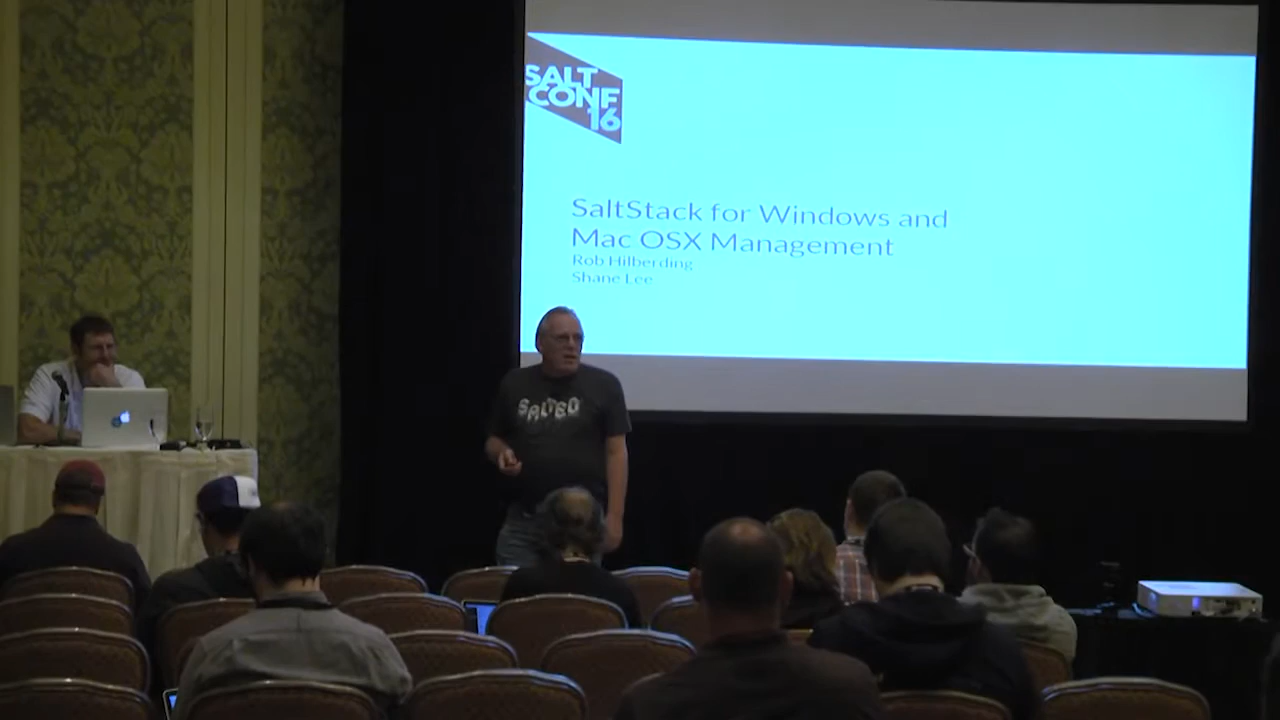 SALT
CONF
16
SaltStack for Windows and
Mac OSX Management
Rob Hilberding
Shane Lee
SALTED